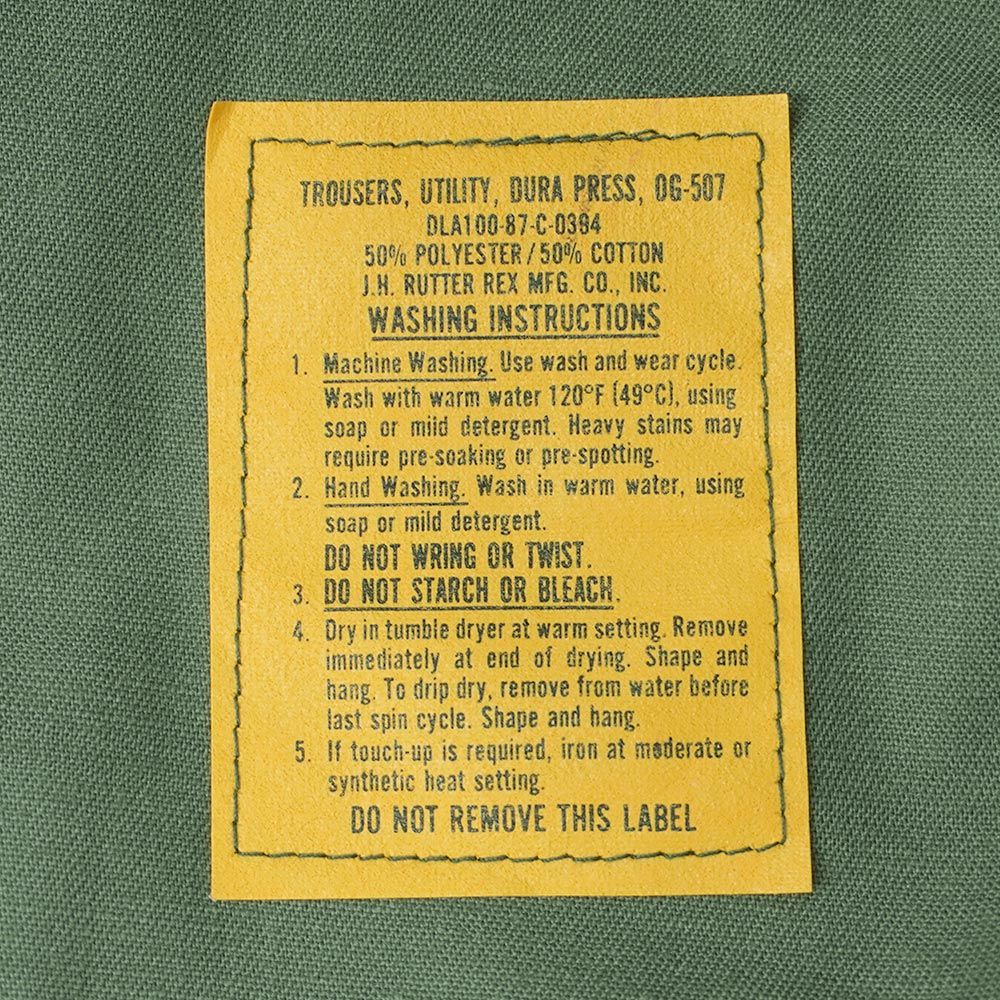 TROUSERS, UTILITY, DURA PRESS, OG-507
DLA100-87-C-0394
50% POLYESTER/50% COTTON
J.H. RUTTER REX MFG. CO., INC.
WASHING INSTRUCTIONS
1. Machine Washing. Use wash and wear cycle.
Wash with warm water 120°F (49°C), using
soap or mild detergent. Heavy stains may
require pre-soaking or pre-spotting.
2. Hand Washing. Wash in warm water, using
soap or mild detergent.
DO NOT WRING OR TWIST.
3. DO NOT STARCH OR BLEACH.
4. Dry in tumble dryer at warm setting. Remove
immediately at end of drying. Shape and
hang. To drip dry, remove from water before
last spin cycle. Shape and hang.
5. If touch-up is required, iron at moderate or
synthetic heat setting.
DO NOT REMOVE THIS LABEL